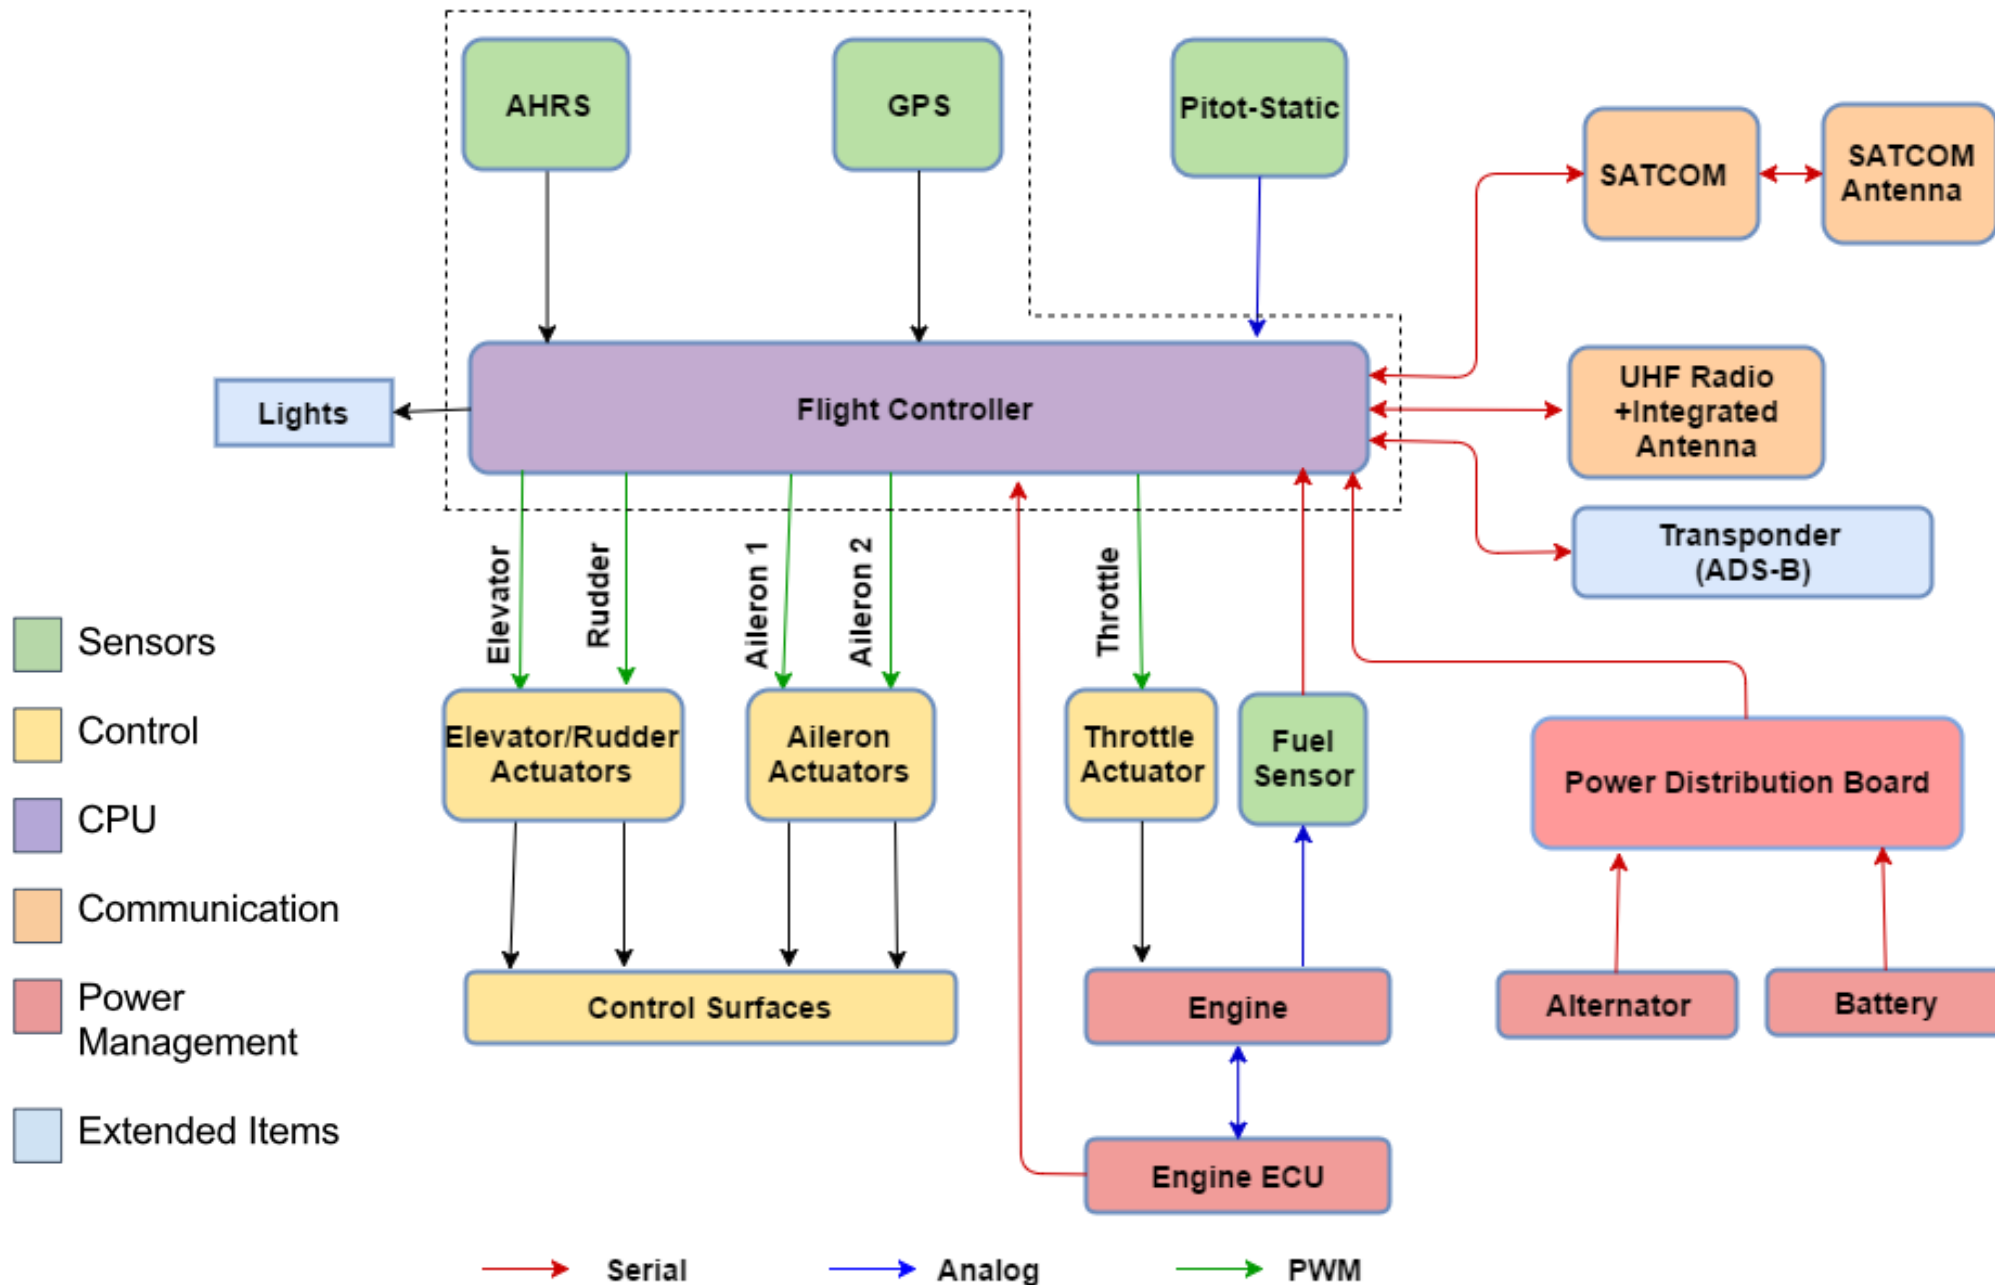 AHRS
GPS
Pitot-Static
SATCOM
SATCOM
Antenna
Lights
Flight Controller
UHF Radio
+Integrated
Antenna
Transponder
(ADS-B)
Elevator
Rudder
Aileron 1
Aileron 2
Throttle
Sensors
Control
CPU
Communication
Power
Management
Extended Items
Elevator/Rudder
Actuators
Aileron
Actuators
Throttle
Actuator
Fuel
Sensor
Power Distribution Board
Control Surfaces
Engine
Alternator
Battery
Engine ECU
Serial
Analog
PWM